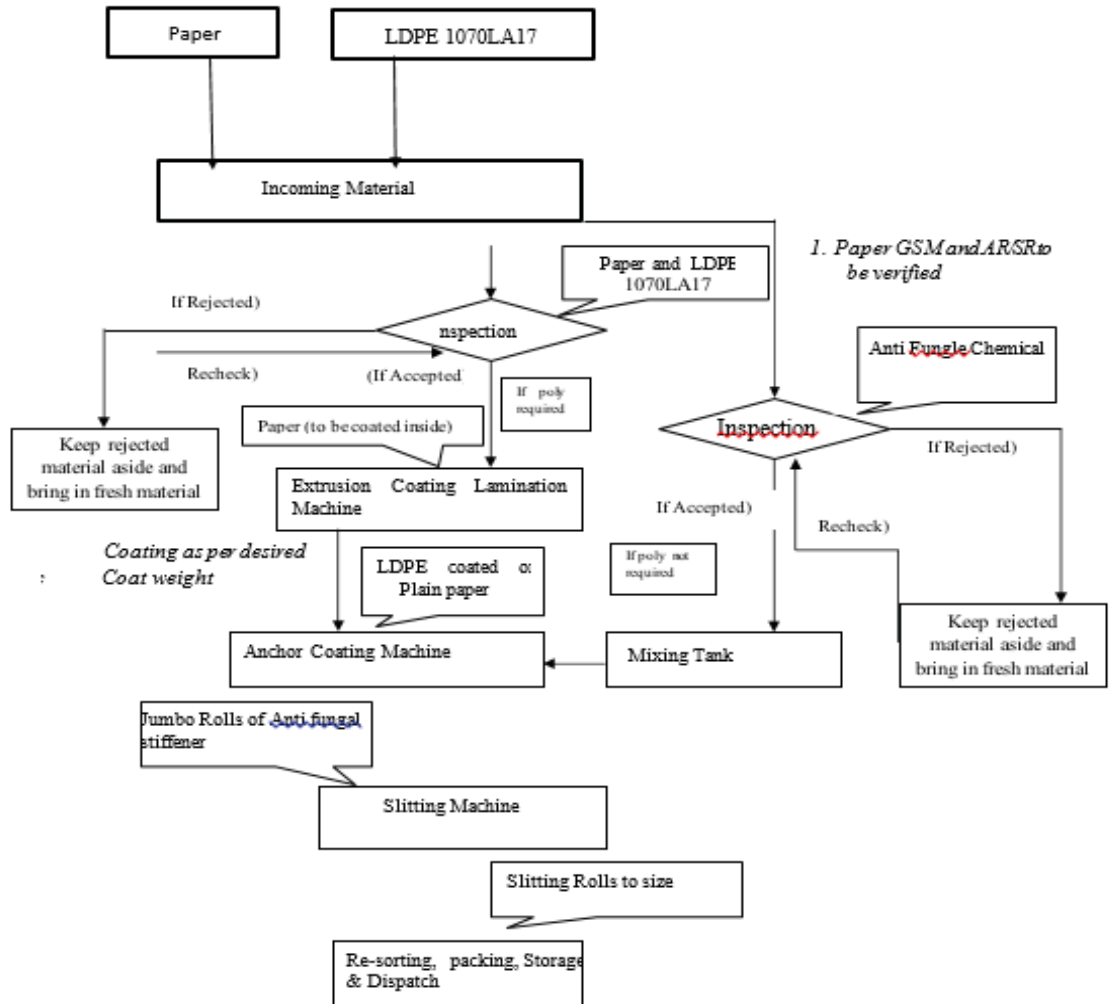 Paper
LDPE 1070LA17
Incoming Material
Paper and LDPE
1070LA17
1. Paper GSM and AR/SR to
be verified
If Rejected)
nspection
Anti Fungle Chemical
Recheck)
(If Accepted
If poly
required
Paper (to be coated inside)
Inspection
If Rejected)
Keep rejected
material aside and
bring in fresh material
Extrusion Coating Lamination
Machine
If Accepted)
Recheck)
Coating as per desired
: Coat weight
LDPE coated or
Plain paper
If poly not
required
Keep rejected
material aside and
bring in fresh material
Anchor Coating Machine
Mixing Tank
Jumbo Rolls of Anti fungal
stiffener
Slitting Machine
Slitting Rolls to size
Re-sorting, packing, Storage
& Dispatch